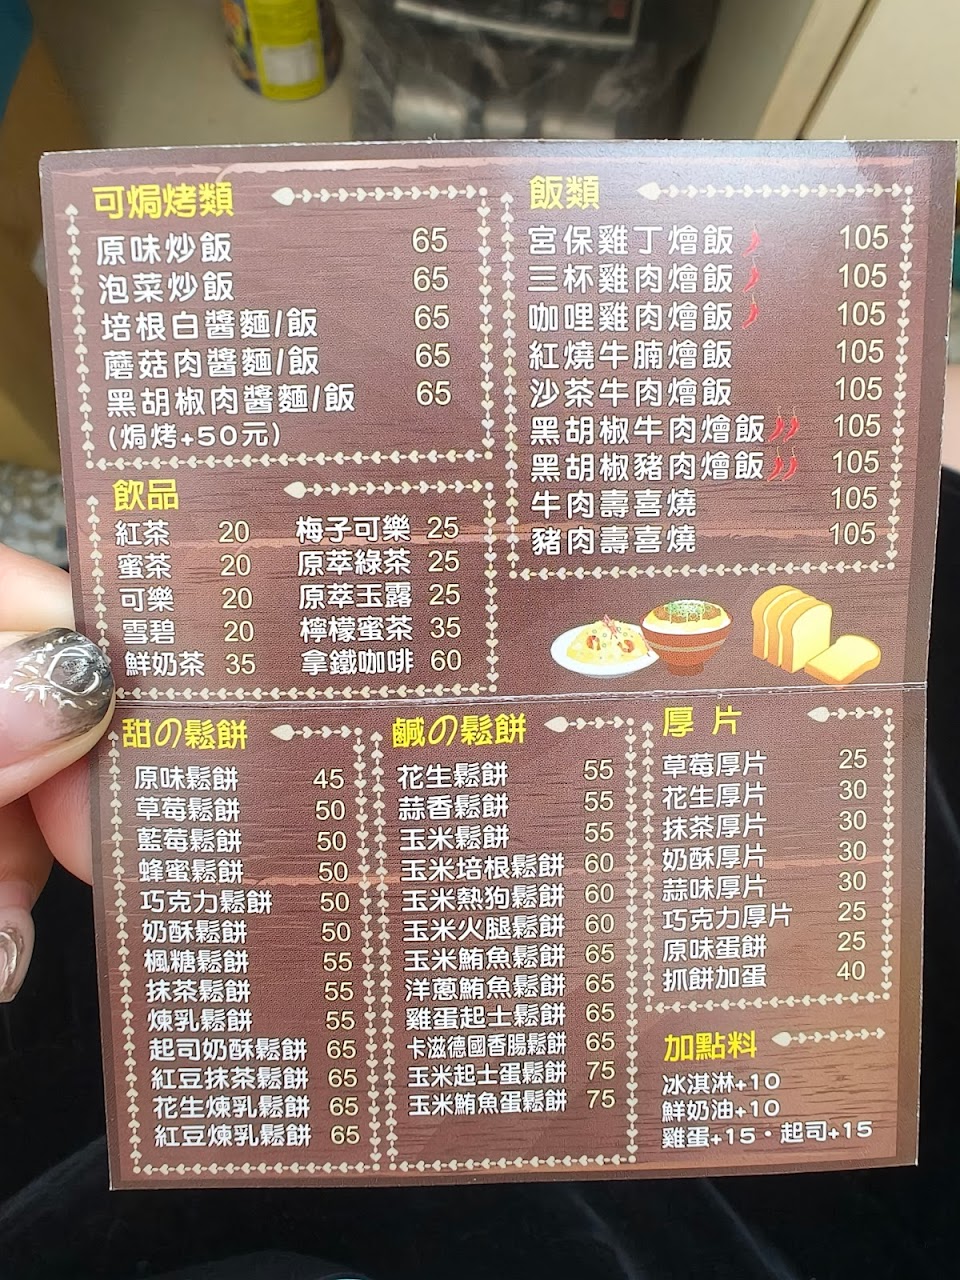 可焗烤類
原味炒飯 65
泡菜炒飯 65
培根白醬麵/飯 65
蘑菇肉醬麵/飯 65
黑胡椒肉醬麵/飯 65
(焗烤+50元)
飲品
紅茶 20 梅子可樂 25
蜜茶 20 原萃綠茶 25
可樂 20 原萃玉露 25
雪碧 20 檸檬蜜茶 35
鮮奶茶 35 拿鐵咖啡 60
飯類
宮保雞丁燴飯 105
三杯雞肉燴飯 105
咖哩雞肉燴飯 105
紅燒牛腩燴飯 105
沙茶牛肉燴飯 105
黑胡椒牛肉燴飯 105
黑胡椒豬肉燴飯 105
牛肉壽喜燒 105
豬肉壽喜燒 105
甜の鬆餅
原味鬆餅 45
草莓鬆餅 50
藍莓鬆餅 50
蜂蜜鬆餅 50
巧克力鬆餅 50
奶酥鬆餅 50
楓糖鬆餅 55
抹茶鬆餅 55
煉乳鬆餅 55
起司奶酥鬆餅 65
紅豆抹茶鬆餅 65
花生煉乳鬆餅 65
紅豆煉乳鬆餅 65
鹹の鬆餅
花生鬆餅 55
蒜香鬆餅 55
玉米鬆餅 55
玉米培根鬆餅 60
玉米熱狗鬆餅 60
玉米火腿鬆餅 60
玉米鮪魚鬆餅 65
洋蔥鮪魚鬆餅 65
雞蛋起士鬆餅 65
卡滋德國香腸鬆餅 65
玉米起士蛋鬆餅 75
玉米鮪魚蛋鬆餅 75
厚片
草莓厚片 25
花生厚片 30
抹茶厚片 30
奶酥厚片 30
蒜味厚片 30
巧克力厚片 25
原味蛋餅 25
抓餅加蛋 40
加點料
冰淇淋+10
鮮奶油+10
雞蛋+15・起司+15